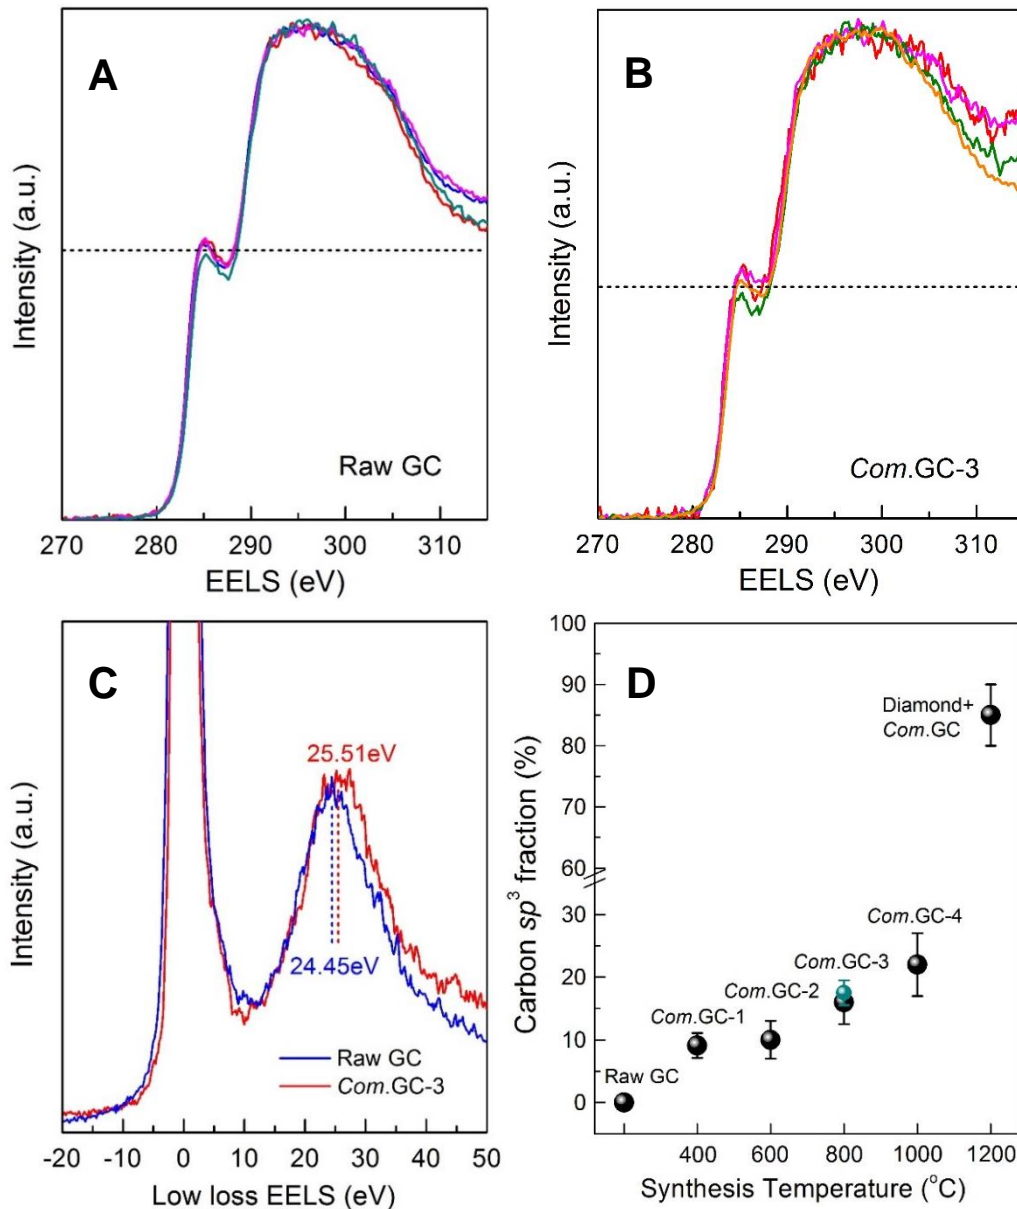 A
Intensity (a.u.)
Raw GC
270 280 290 300 310
EELS (eV)
B
Intensity (a.u.)
Com.GC-3
270 280 290 300 310
EELS (eV)
C
Intensity (a.u.)
25.51eV
24.45eV
Raw GC
Com.GC-3
-20 -10 0 10 20 30 40 50
Low loss EELS (eV)
D
Carbon sp³ fraction (%)
100
90
80
70
60
30
20
10
0
Diamond+
Com.GC
Com.GC-4
Com.GC-3
Com.GC-2
Com.GC-1
Raw GC
400 600 800 1000 1200
Synthesis Temperature (°C)